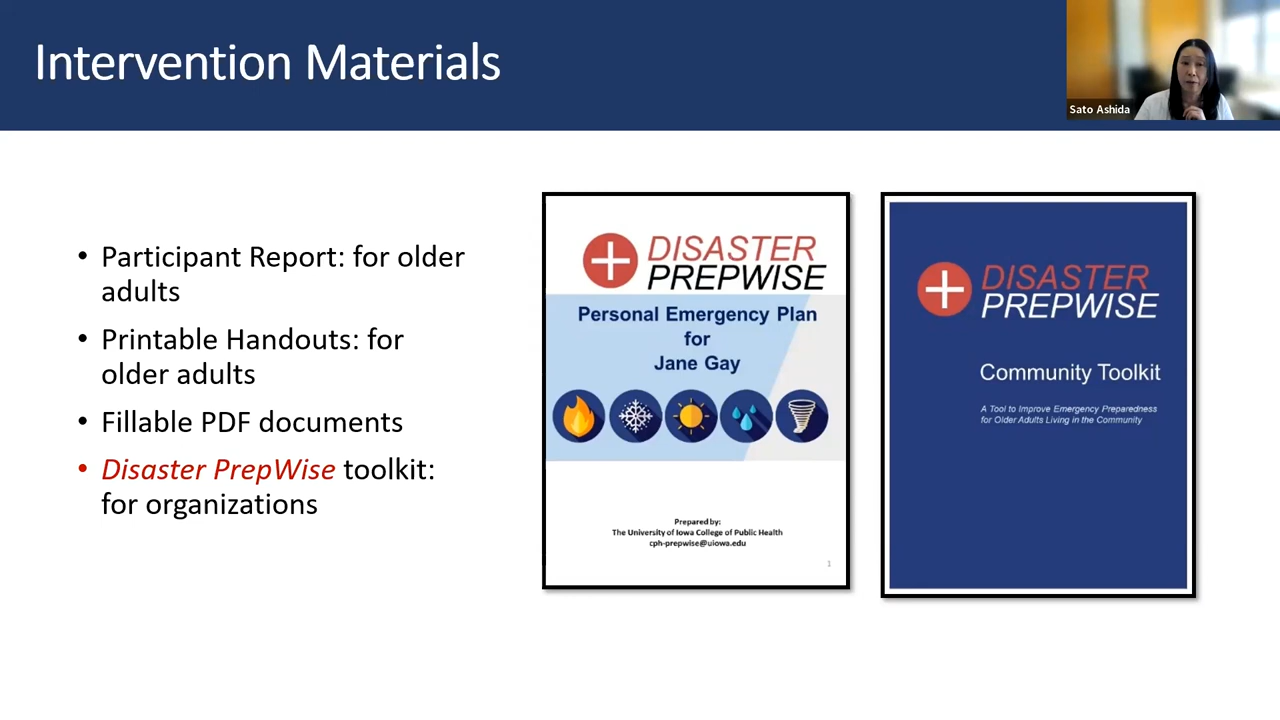 Intervention Materials
Sato Ashida
• Participant Report: for older
adults
• Printable Handouts: for
older adults
• Fillable PDF documents
• Disaster PrepWise toolkit:
for organizations
DISASTER
PREPWISE
Personal Emergency Plan
for
Jane Gay
Prepared by:
The University of Iowa College of Public Health
cph-prepwise@uiowa.edu
1
DISASTER
PREPWISE
Community Toolkit
A Tool to Improve Emergency Preparedness
for Older Adults Living in the Community